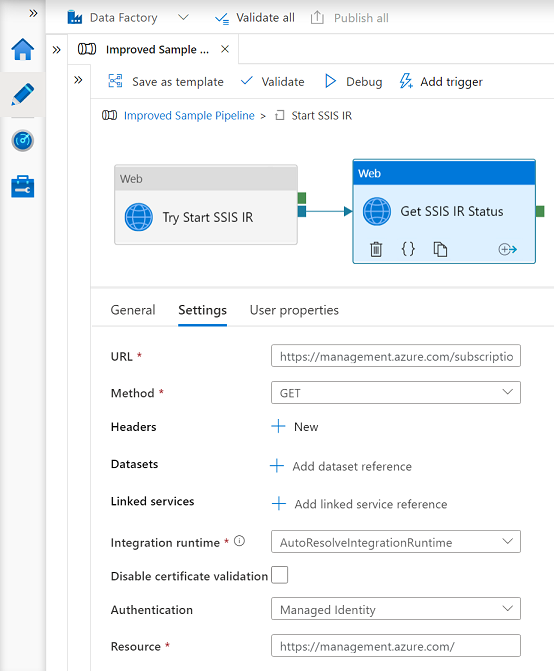 Data Factory Validate all Publish all
Improved Sample ...
Save as template Validate Debug Add trigger
Improved Sample Pipeline > Start SSIS IR
Web
Try Start SSIS IR
Web
Get SSIS IR Status
General Settings User properties
URL * https://management.azure.com/subscriptio
Method * GET
Headers + New
Datasets + Add dataset reference
Linked services + Add linked service reference
Integration runtime * AutoResolveIntegrationRuntime
Disable certificate validation
Authentication Managed Identity
Resource * https://management.azure.com/